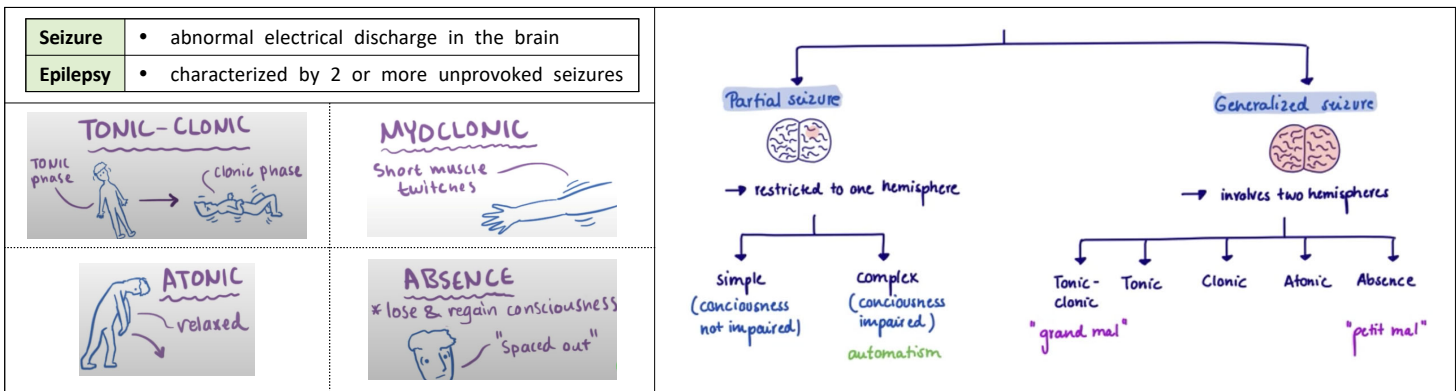 Seizure • abnormal electrical discharge in the brain
Epilepsy • characterized by 2 or more unprovoked seizures
TONIC-CLONIC
TONIC
phase
clonic phase
MYOCLONIC
Short muscle
twitches
ATONIC
relaxed
ABSENCE
* lose & regain consciousness
"spaced out"
Partial seizure
→ restricted to one hemisphere
simple
(conciousness
not impaired)
complex
(conciousness
impaired)
automatism
Generalized seizure
→ involves two hemispheres
Tonic-
clonic
"grand mal"
Tonic
Clonic
Atonic
Absence
"petit mal"